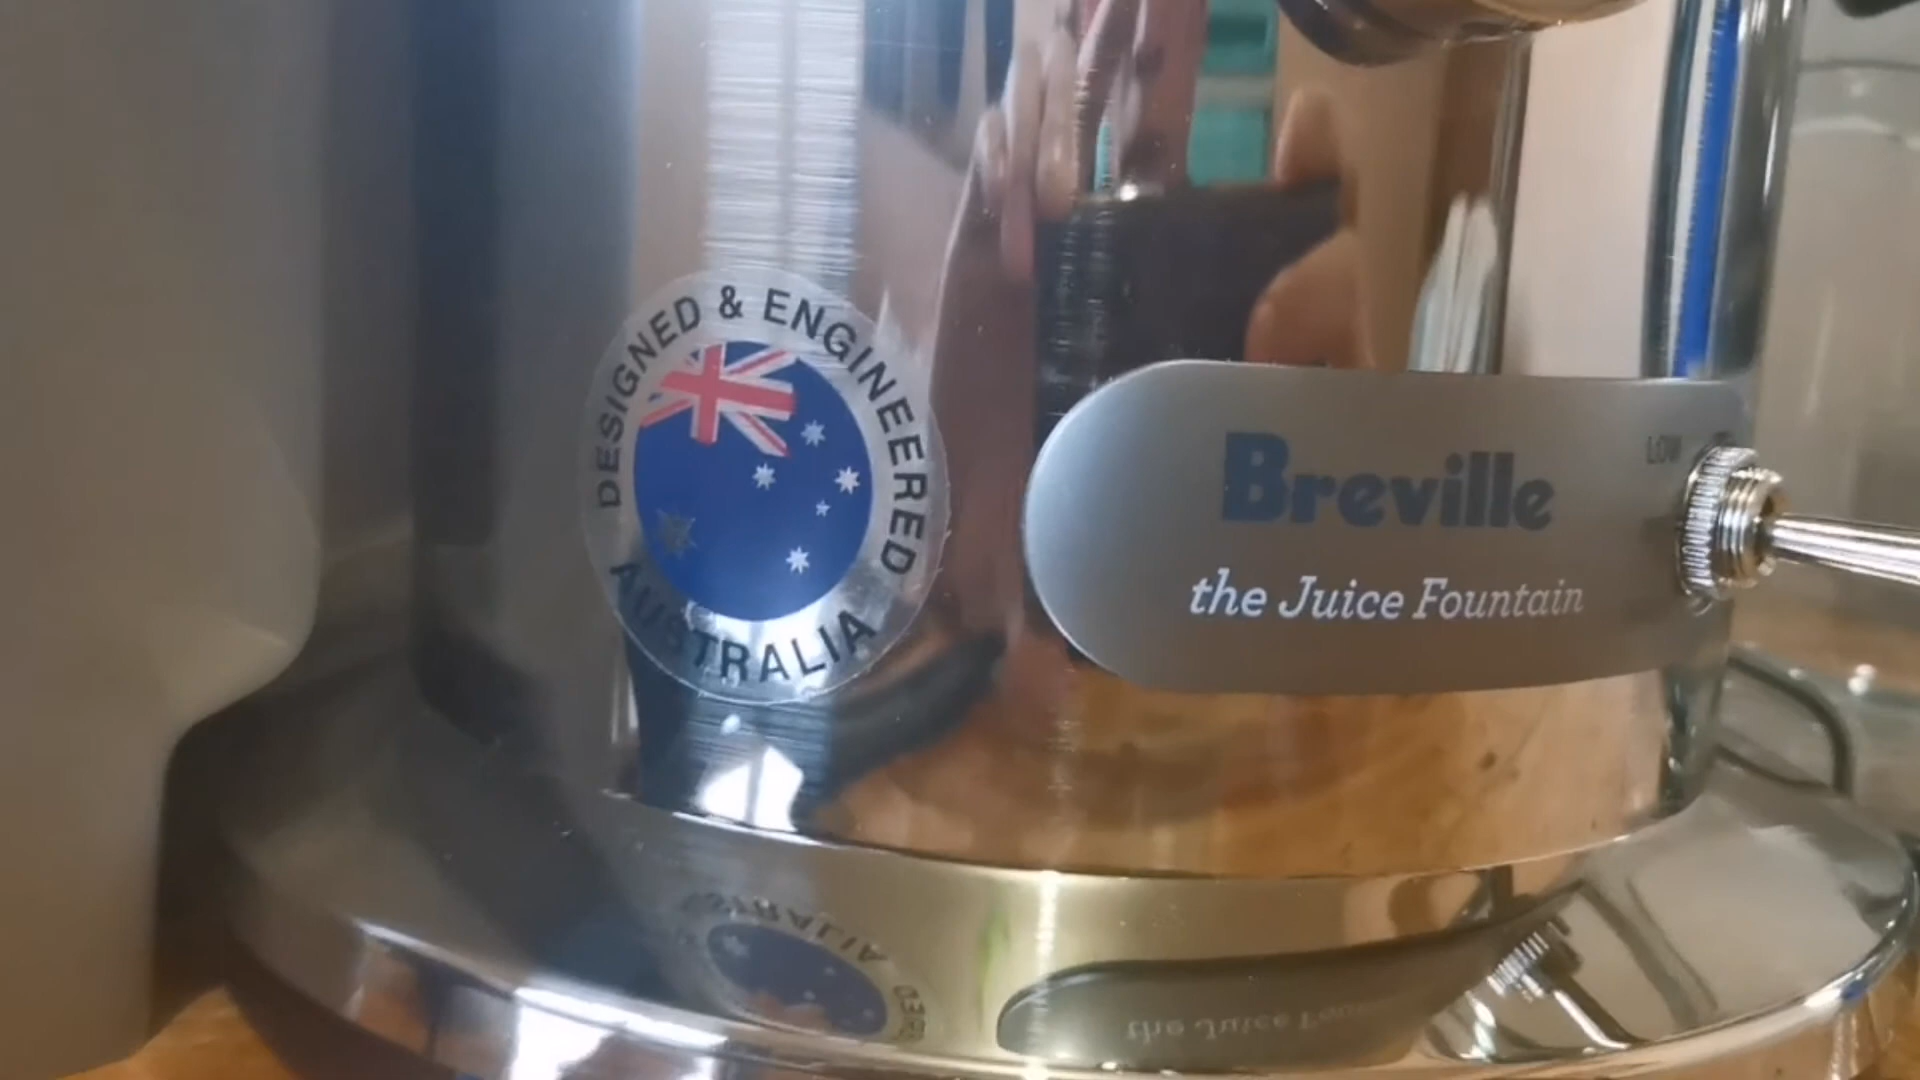 DESIGNED & ENGINEERED
AUSTRALIA
Breville
LOW
the Juice Fountain